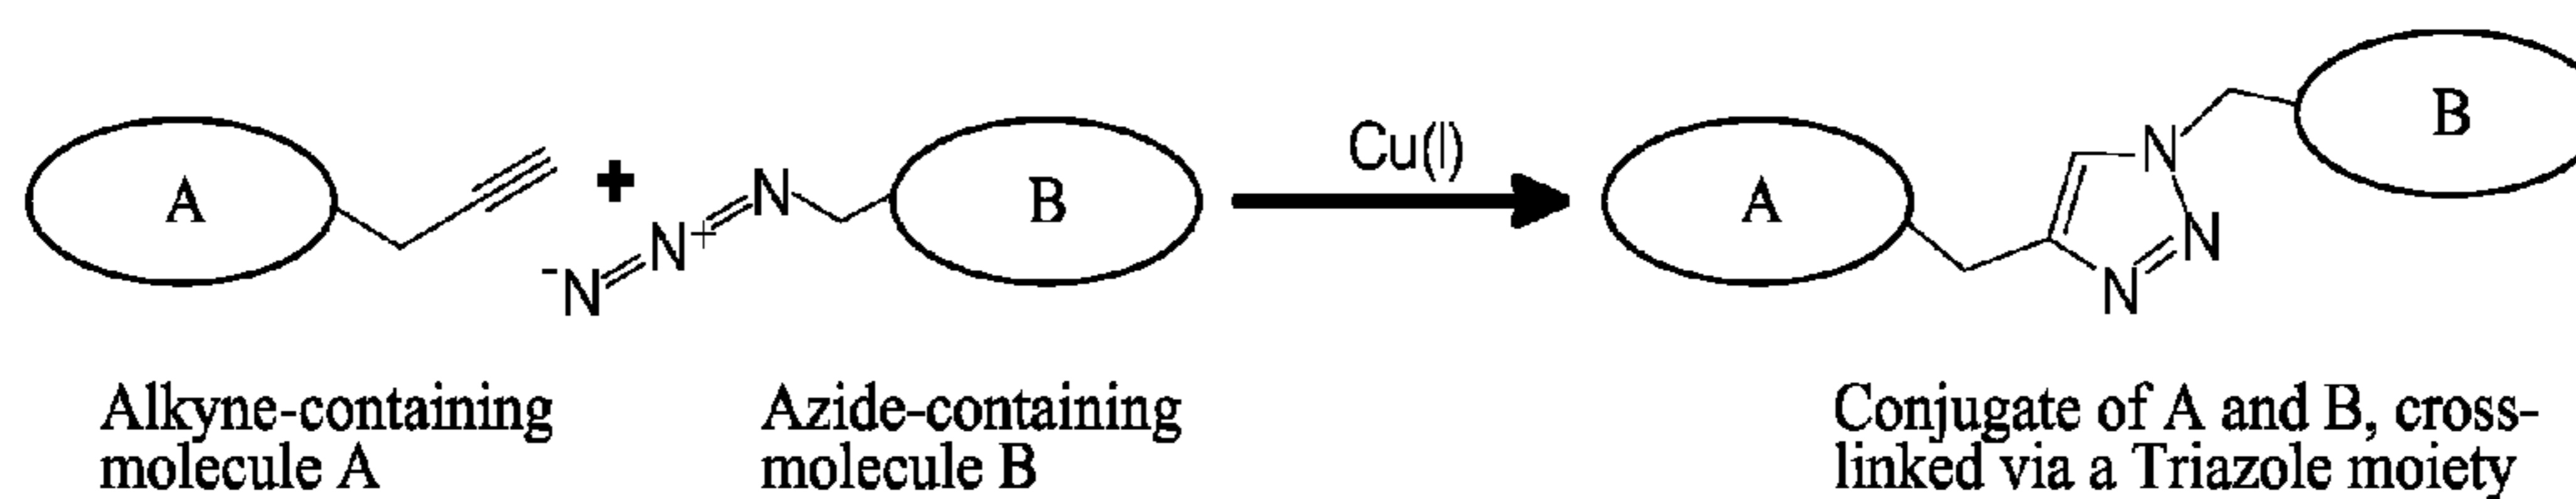 A
+
-N
N+
N
B
Cu(I)
A
N
N
N
B
Alkyne-containing
molecule A
Azide-containing
molecule B
Conjugate of A and B, cross-
linked via a Triazole moiety